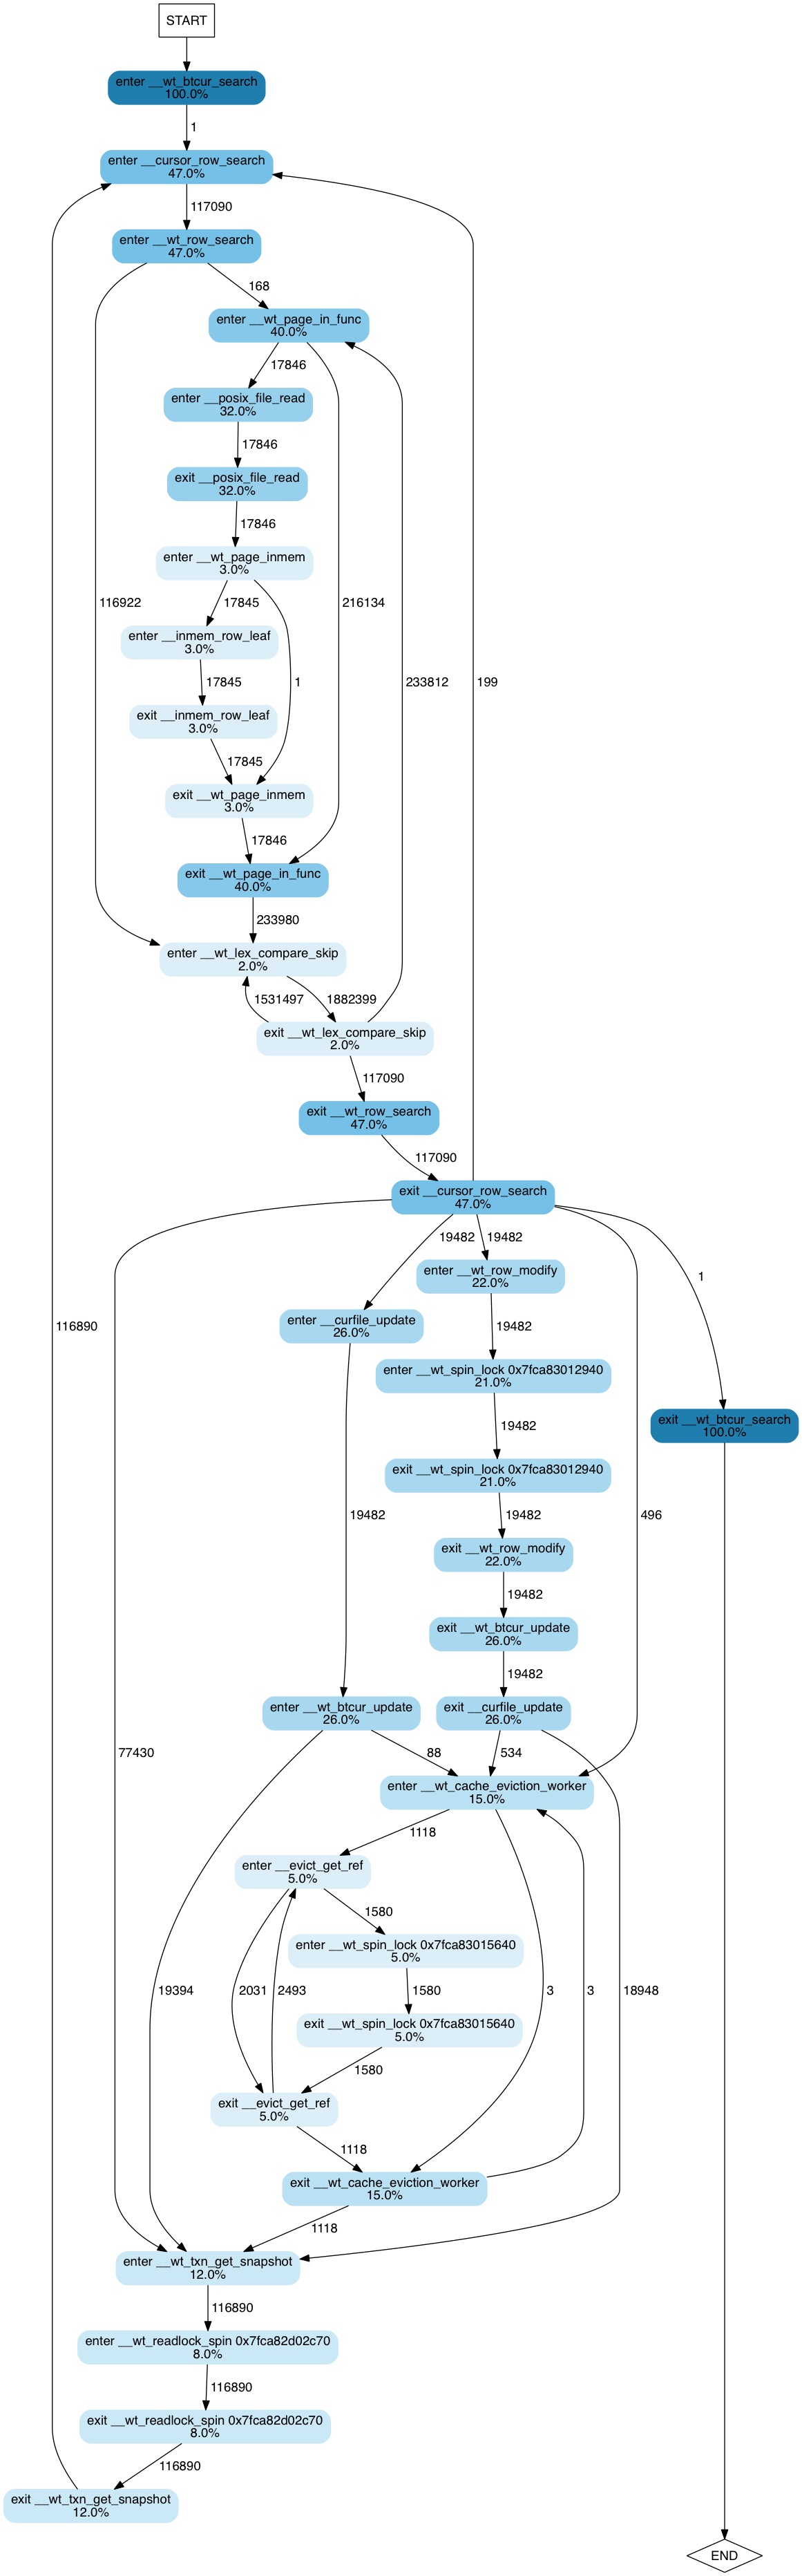 START
enter __wt_btcur_search
100.0%
1
enter __cursor_row_search
47.0%
117090
enter __wt_row_search
47.0%
168
enter __wt_page_in_func
40.0%
17846
enter __posix_file_read
32.0%
17846
exit __posix_file_read
32.0%
17846
enter __wt_page_inmem
3.0%
116922
17845
216134
enter __inmem_row_leaf
3.0%
17845
1
233812
199
exit __inmem_row_leaf
3.0%
17845
exit __wt_page_inmem
3.0%
17846
exit __wt_page_in_func
40.0%
233980
enter __wt_lex_compare_skip
2.0%
1531497
1882399
exit __wt_lex_compare_skip
2.0%
117090
exit __wt_row_search
47.0%
117090
exit __cursor_row_search
47.0%
19482
19482
enter __wt_row_modify
22.0%
1
116890
enter __curfile_update
26.0%
19482
enter __wt_spin_lock 0x7fca83012940
21.0%
19482
exit __wt_btcur_search
100.0%
exit __wt_spin_lock 0x7fca83012940
21.0%
19482
19482
496
exit __wt_row_modify
22.0%
19482
exit __wt_btcur_update
26.0%
19482
enter __wt_btcur_update
26.0%
exit __curfile_update
26.0%
77430
88
534
enter __wt_cache_eviction_worker
15.0%
1118
enter __evict_get_ref
5.0%
1580
enter __wt_spin_lock 0x7fca83015640
5.0%
19394
2031
2493
1580
3
3
18948
exit __wt_spin_lock 0x7fca83015640
5.0%
1580
exit __evict_get_ref
5.0%
1118
exit __wt_cache_eviction_worker
15.0%
1118
enter __wt_txn_get_snapshot
12.0%
116890
enter __wt_readlock_spin 0x7fca82d02c70
8.0%
116890
exit __wt_readlock_spin 0x7fca82d02c70
8.0%
116890
exit __wt_txn_get_snapshot
12.0%
END